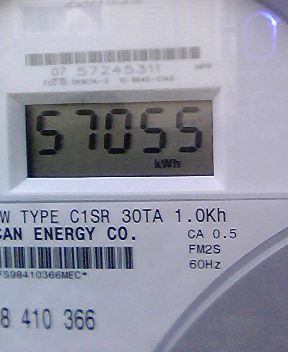 07 57245311
57055
kWh
W TYPE C1SR 30TA 1.0Kh
CAN ENERGY CO.
CA 0.5
FM2S
60Hz
FS98410366MEC*
8 410 366